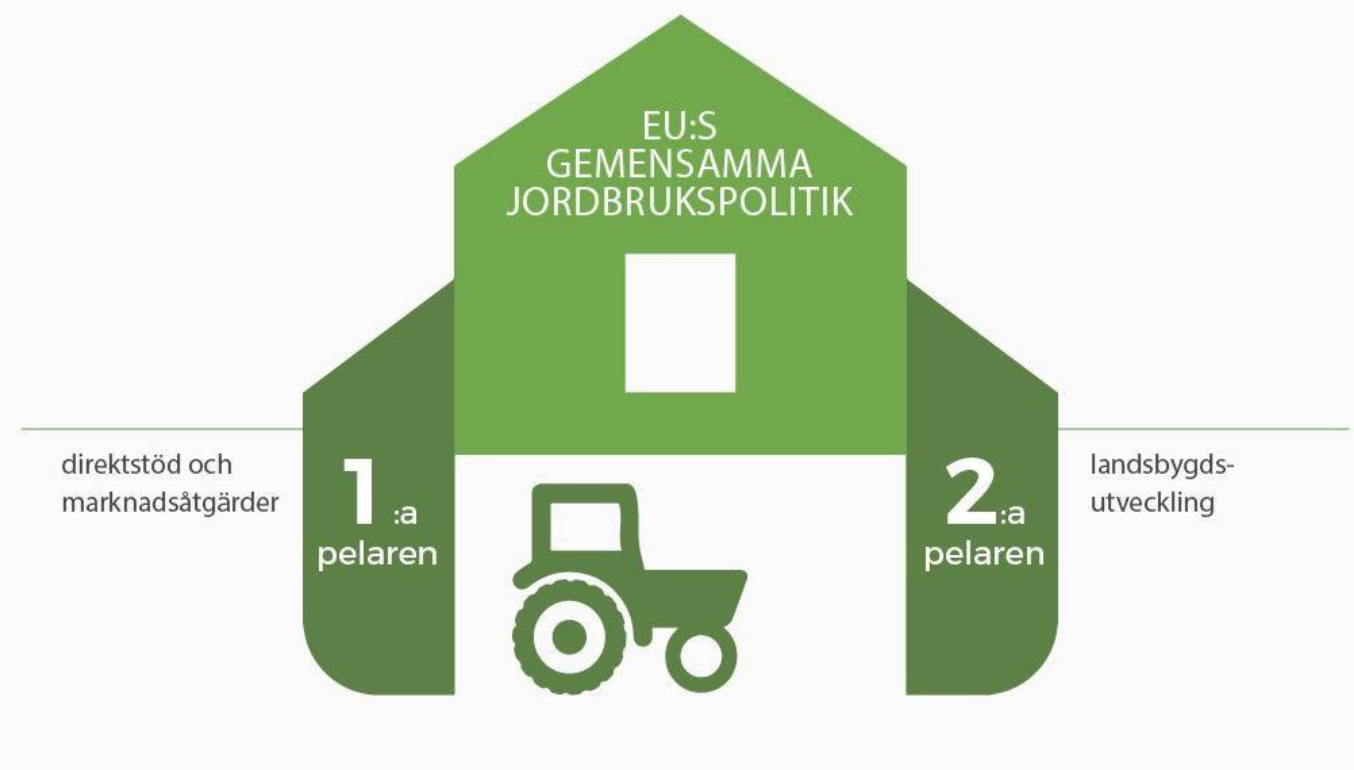 EU:S
GEMENSAMMA
JORDBRUKSPOLITIK
direktstöd och
marknadsåtgärder
1:a
pelaren
2:a
pelaren
landsbygds-
utveckling